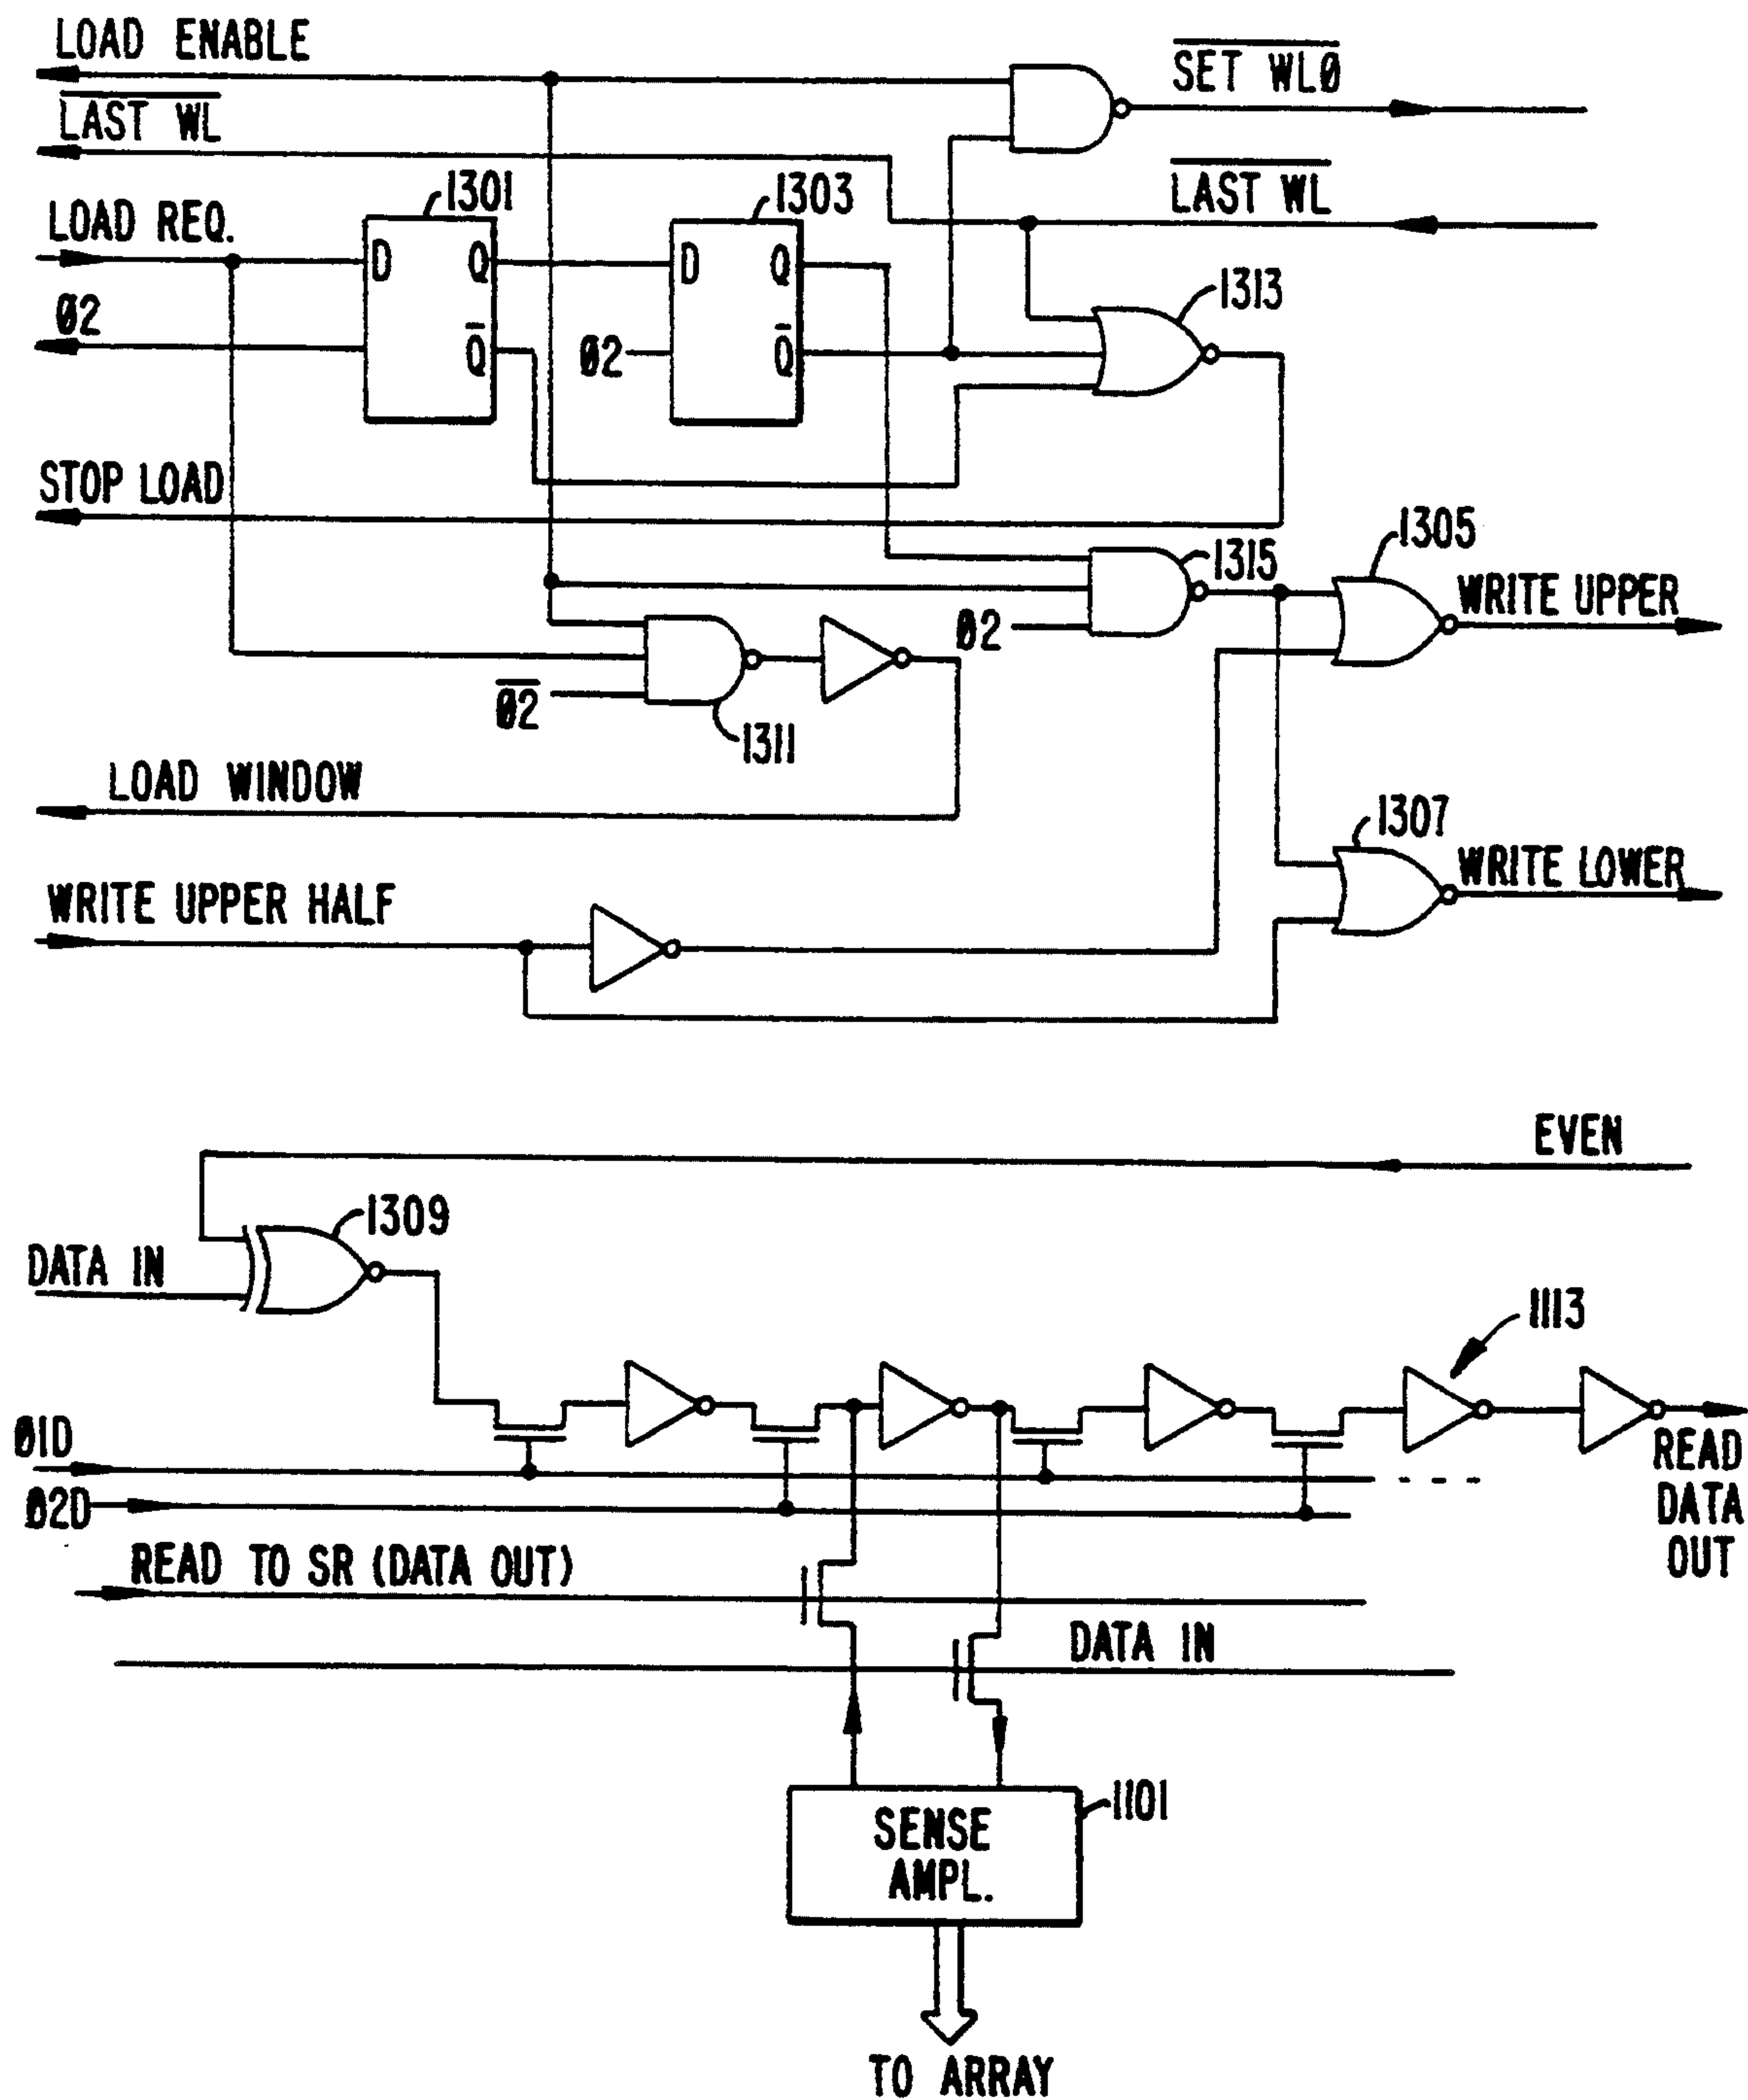 LOAD ENABLE
SET WLØ
LAST WL
LAST WL
1301
1303
LOAD REQ.
D Q
D Q
1313
Ø2
Q̅
Ø2
Q̅
STOP LOAD
1305
1315
WRITE UPPER
Ø2
Ø2
1311
LOAD WINDOW
1307
WRITE LOWER
WRITE UPPER HALF
EVEN
1309
DATA IN
1113
Ø1D
READ
DATA
OUT
Ø2D
READ TO SR (DATA OUT)
DATA IN
1101
SENSE
AMPL.
TO ARRAY